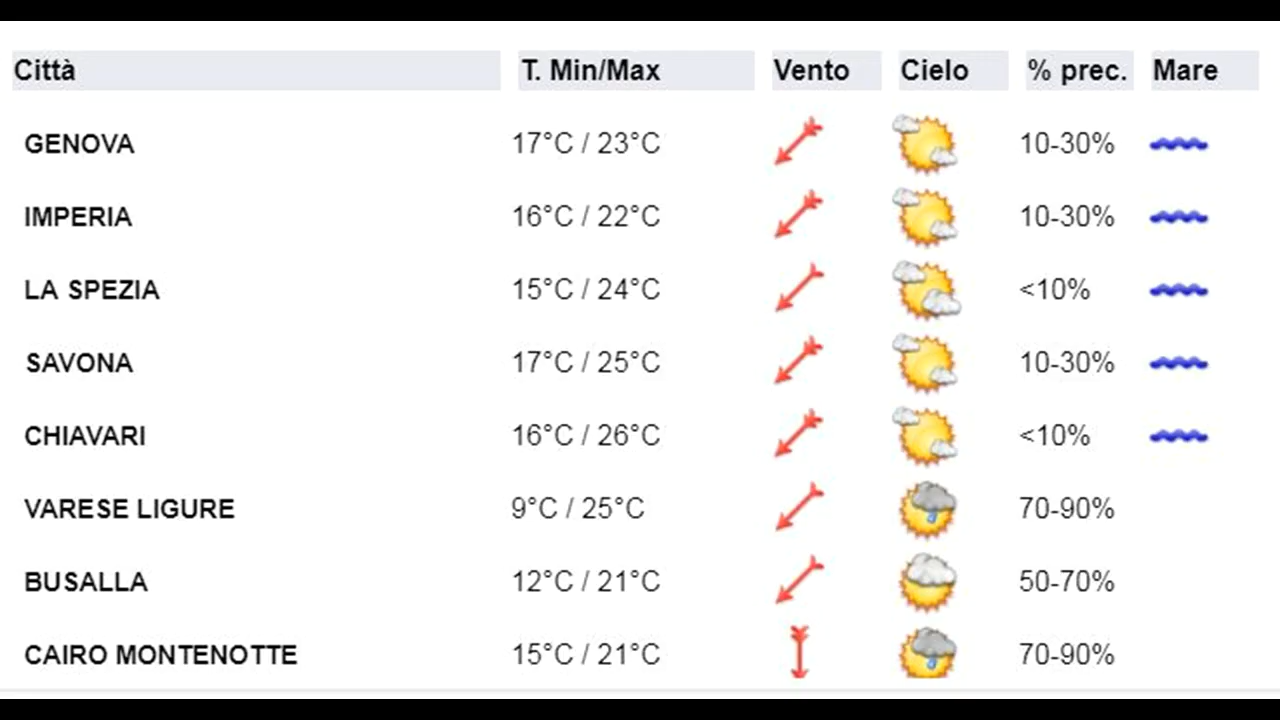 Città T. Min/Max Vento Cielo % prec. Mare
GENOVA 17°C / 23°C 10-30%
IMPERIA 16°C / 22°C 10-30%
LA SPEZIA 15°C / 24°C <10%
SAVONA 17°C / 25°C 10-30%
CHIAVARI 16°C / 26°C <10%
VARESE LIGURE 9°C / 25°C 70-90%
BUSALLA 12°C / 21°C 50-70%
CAIRO MONTENOTTE 15°C / 21°C 70-90%